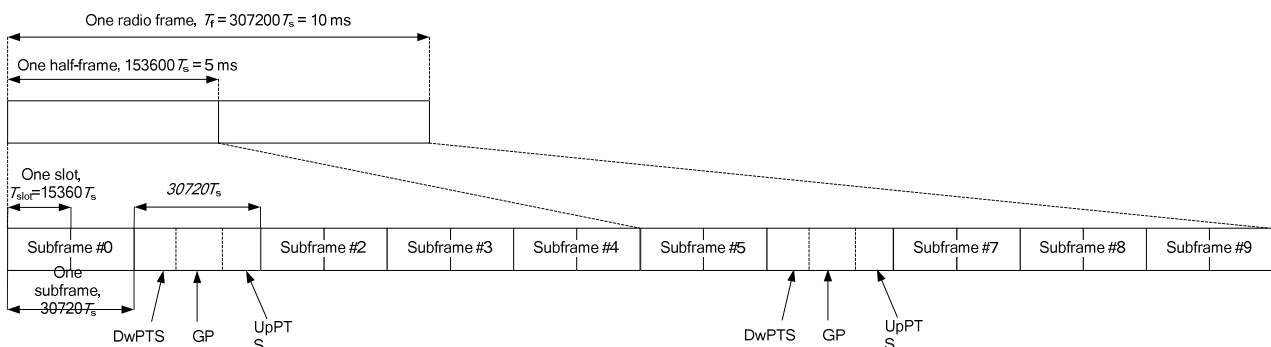 One radio frame, Tf = 307200Ts = 10 ms
One half-frame, 153600Ts = 5 ms
One slot,
Tslot=15360Ts
30720Ts
Subframe #0
Subframe #2
Subframe #3
Subframe #4
Subframe #5
Subframe #7
Subframe #8
Subframe #9
One
subframe,
30720Ts
DwPTS
GP
UpPT
S
DwPTS
GP
UpPT
S